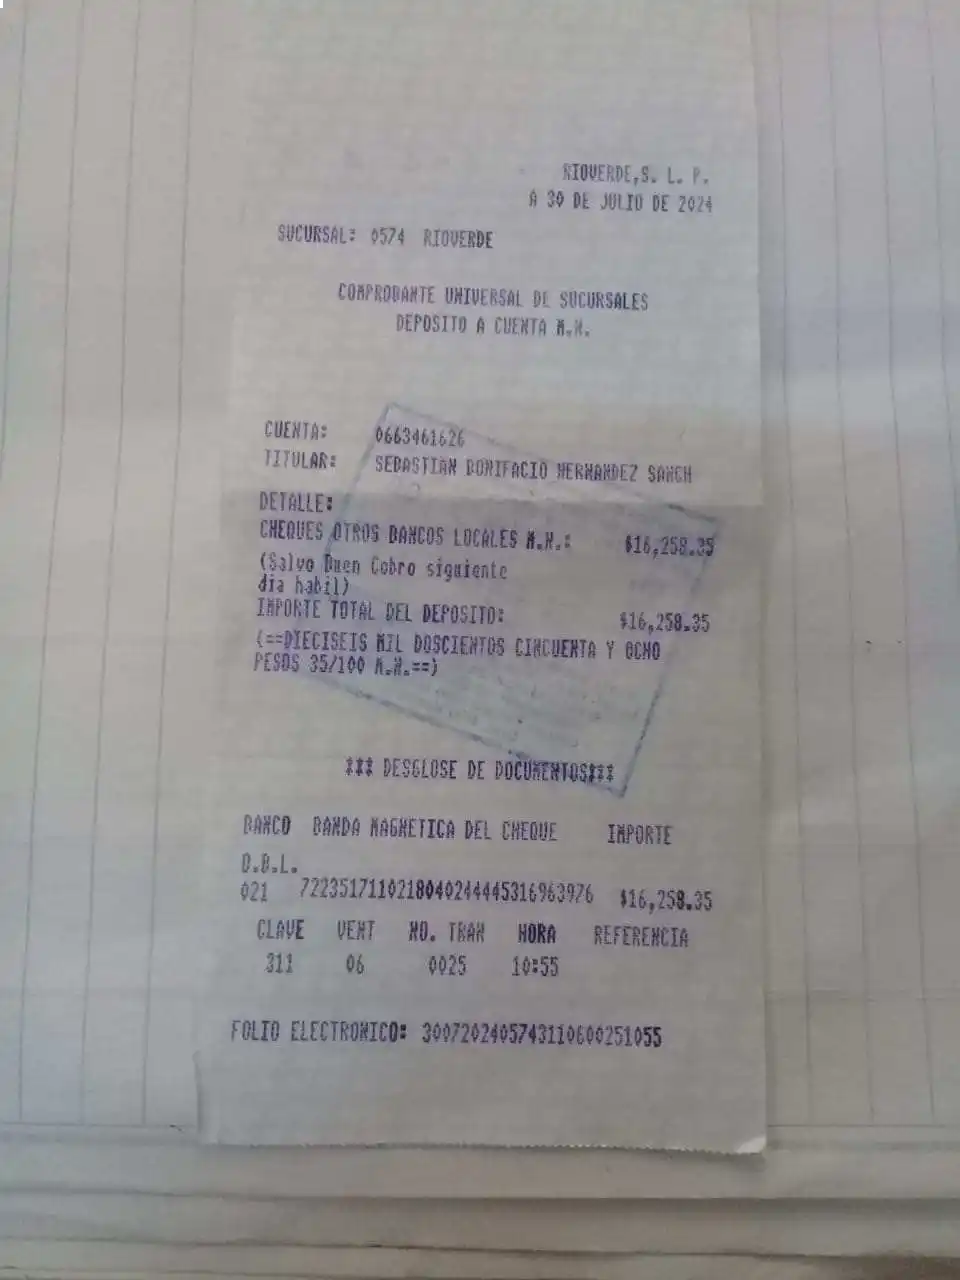 RIOVERDE,S. L. P.
A 30 DE JULIO DE 2024
SUCURSAL: 0574 RIOVERDE
COMPROBANTE UNIVERSAL DE SUCURSALES
DEPOSITO A CUENTA M.N.
CUENTA: 0663461626
TITULAR: SEBASTIAN BONIFACIO HERNANDEZ SANCH
DETALLE:
CHEQUES OTROS BANCOS LOCALES M.N.: $16,258.35
(Salvo Buen Cobro siguiente
dia habil)
IMPORTE TOTAL DEL DEPOSITO: $16,258.35
(==DIECISEIS MIL DOSCIENTOS CINCUENTA Y OCHO
PESOS 35/100 M.N.==)
*** DESGLOSE DE DOCUMENTOS***
BANCO BANDA MAGNETICA DEL CHEQUE IMPORTE
O.B.L.
021 7223517110218040244445316963976 $16,258.35
CLAVE VENT NO. TRAN HORA REFERENCIA
311 06 0025 10:55
FOLIO ELECTRONICO: 3007202405743110600251055